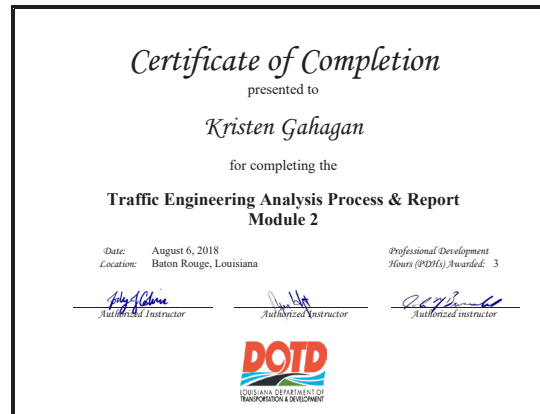 Certificate of Completion
presented to
Kristen Gahagan
for completing the
Traffic Engineering Analysis Process & Report
Module 2
Date: August 6, 2018
Location: Baton Rouge, Louisiana
Professional Development
Hours (PDHs) Awarded: 3
Authorized Instructor
Authorized Instructor
Authorized instructor
DOTD
LOUISIANA DEPARTMENT OF
TRANSPORTATION & DEVELOPMENT